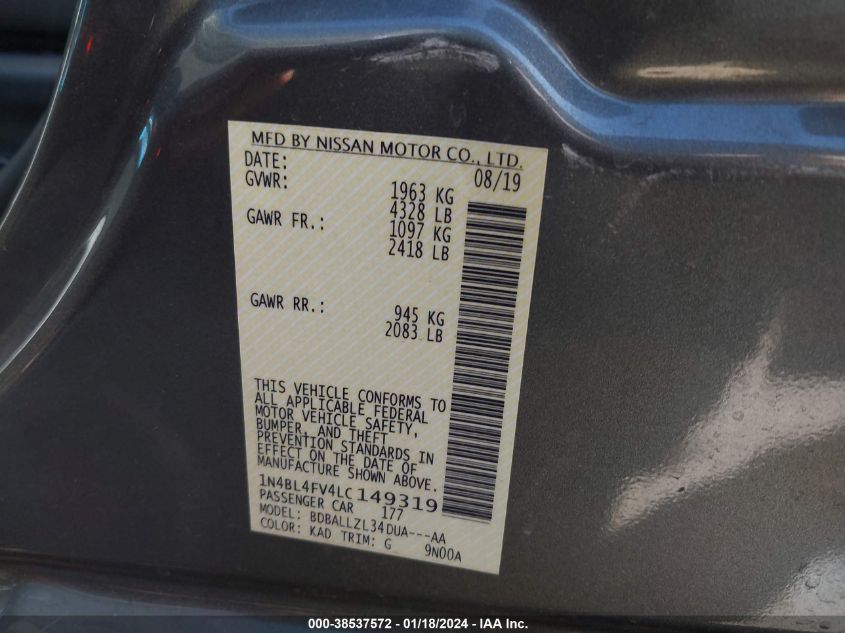 MFD BY NISSAN MOTOR CO., LTD.
DATE: 08/19
GVWR: 1963 KG
4328 LB
GAWR FR.: 1097 KG
2418 LB
GAWR RR.: 945 KG
2083 LB
THIS VEHICLE CONFORMS TO
ALL APPLICABLE FEDERAL
MOTOR VEHICLE SAFETY,
BUMPER, AND THEFT
PREVENTION STANDARDS IN
EFFECT ON THE DATE OF
MANUFACTURE SHOWN ABOVE.
1N4BL4FV4LC149319
PASSENGER CAR 177
MODEL: BDBALLZL34DUA---AA
COLOR: KAD TRIM: G 9N00A
000-38537572 / 01/18/2024 - IAA Inc.